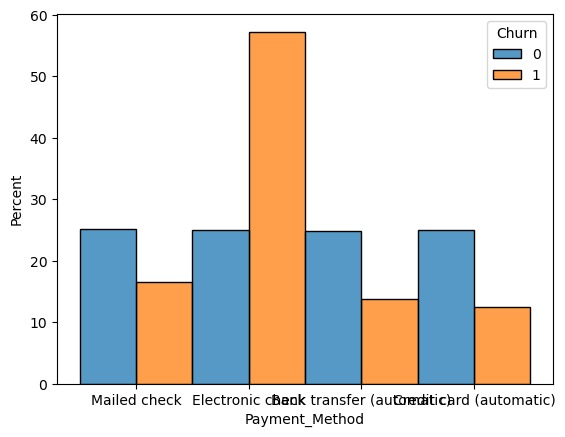 60
50
40
30
20
10
0
Percent
Churn
0
1
Mailed check
Electronic check
Bank transfer (automatic)
Credit card (automatic)
Payment_Method